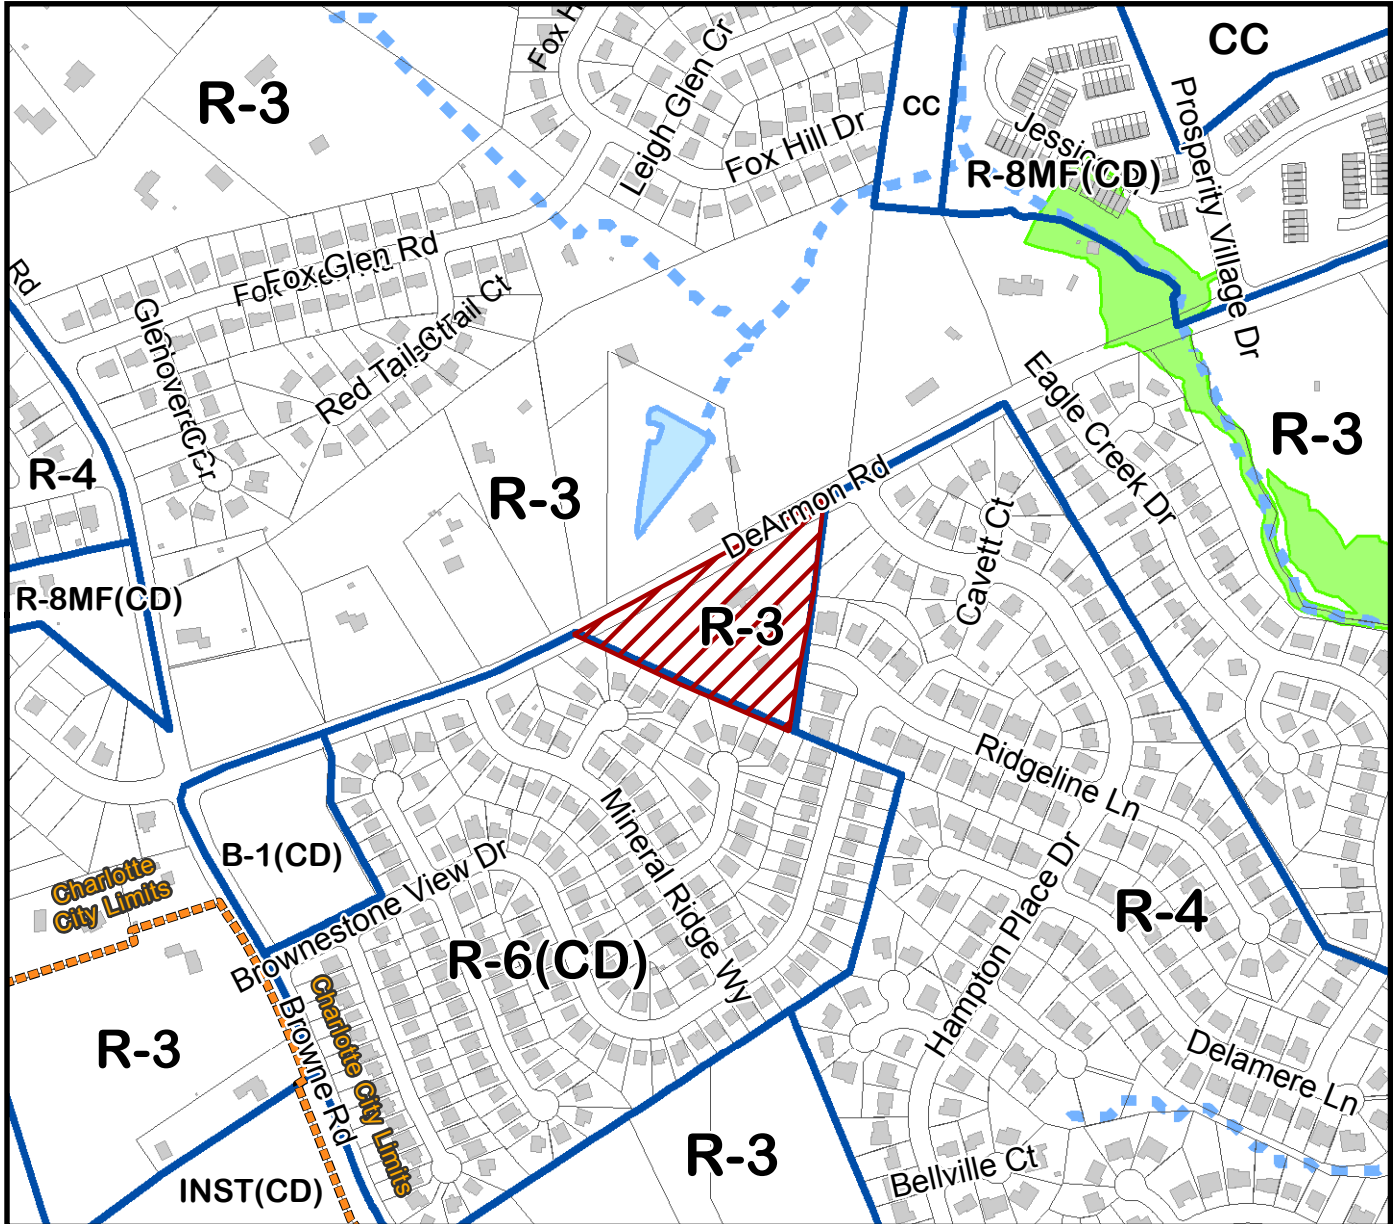 CC
R-3
Fox H
Leigh Glen Cr
CC
Fox Hill Dr
Prosperity Village Dr
R-8MF(CD)
Rd
Fox Glen Rd
Glenover Cr
Red Tail Ct
Trail Ct
Eagle Creek Dr
R-3
R-4
R-3
DeArmon Rd
Cavett Ct
R-8MF(CD)
R-3
Ridgeline Ln
Mineral Ridge Wy
B-1(CD)
Brownestone View Dr
Hampton Place Dr
Charlotte
City Limits
R-4
R-6(CD)
R-3
Browne Rd
Charlotte City Limits
Delamere Ln
R-3
Bellville Ct
INST(CD)